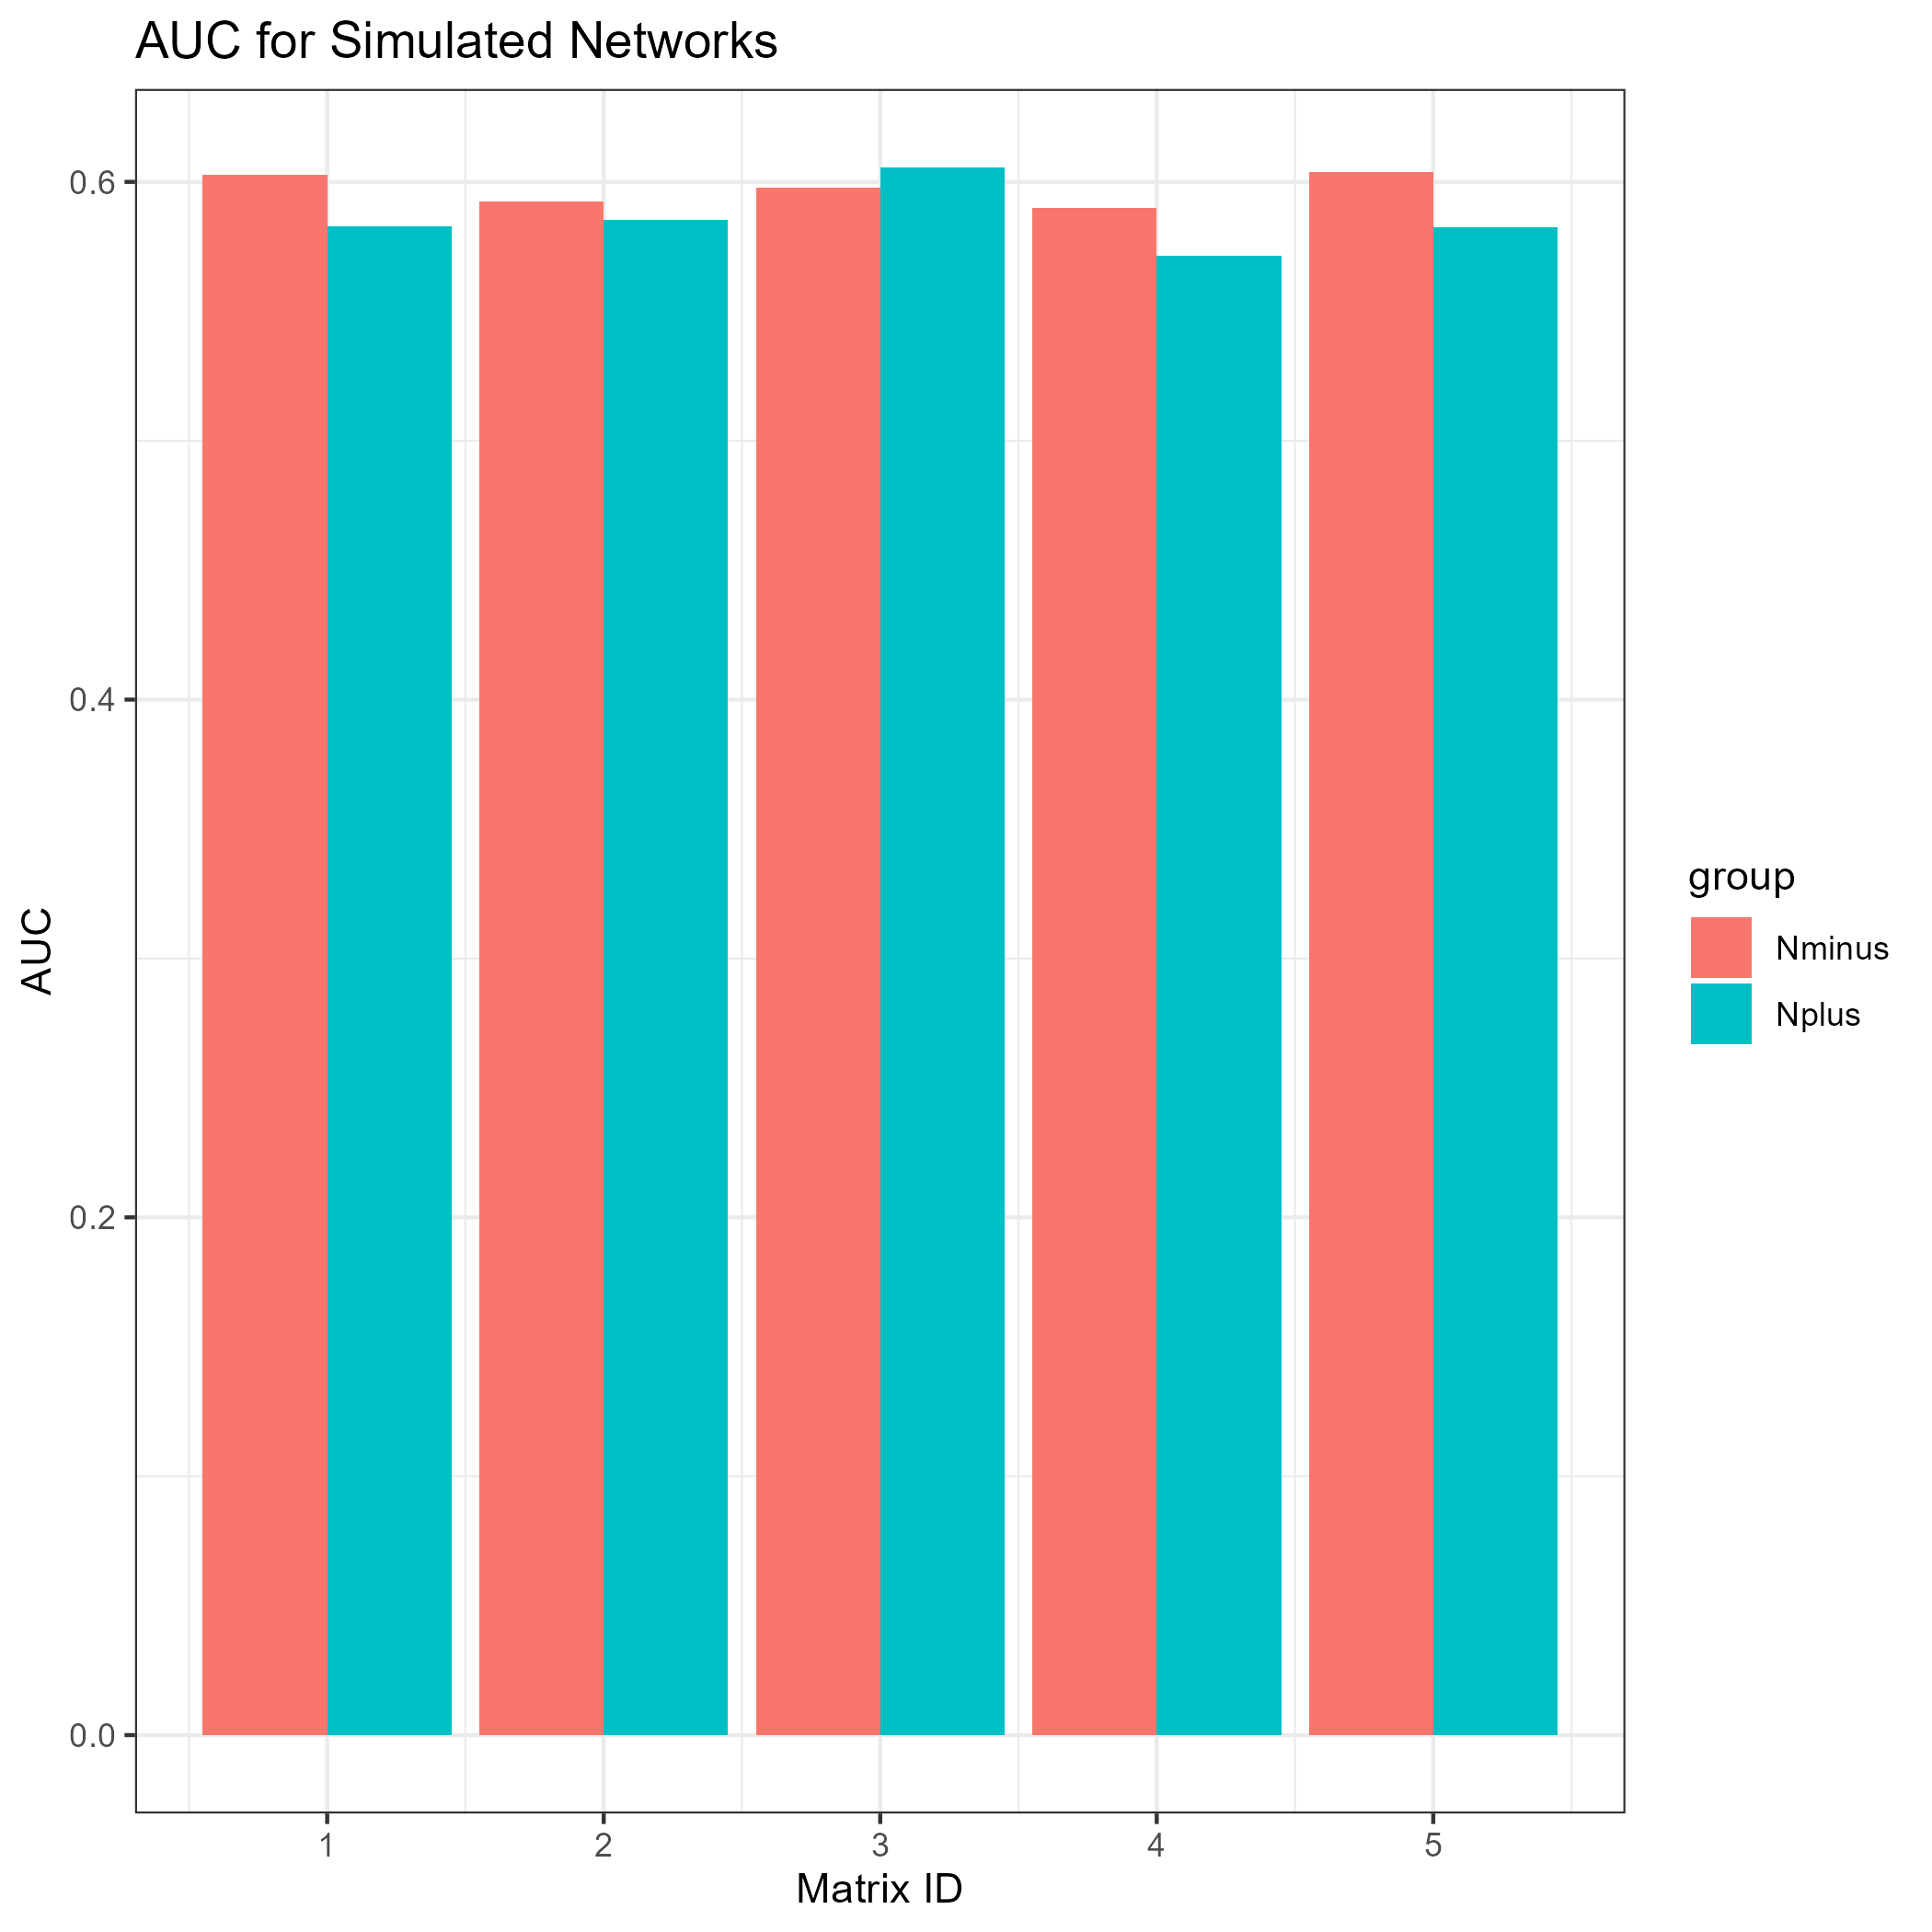 AUC for Simulated Networks
AUC
0.6
0.4
0.2
0.0
1 2 3 4 5
Matrix ID
group
Nminus
Nplus